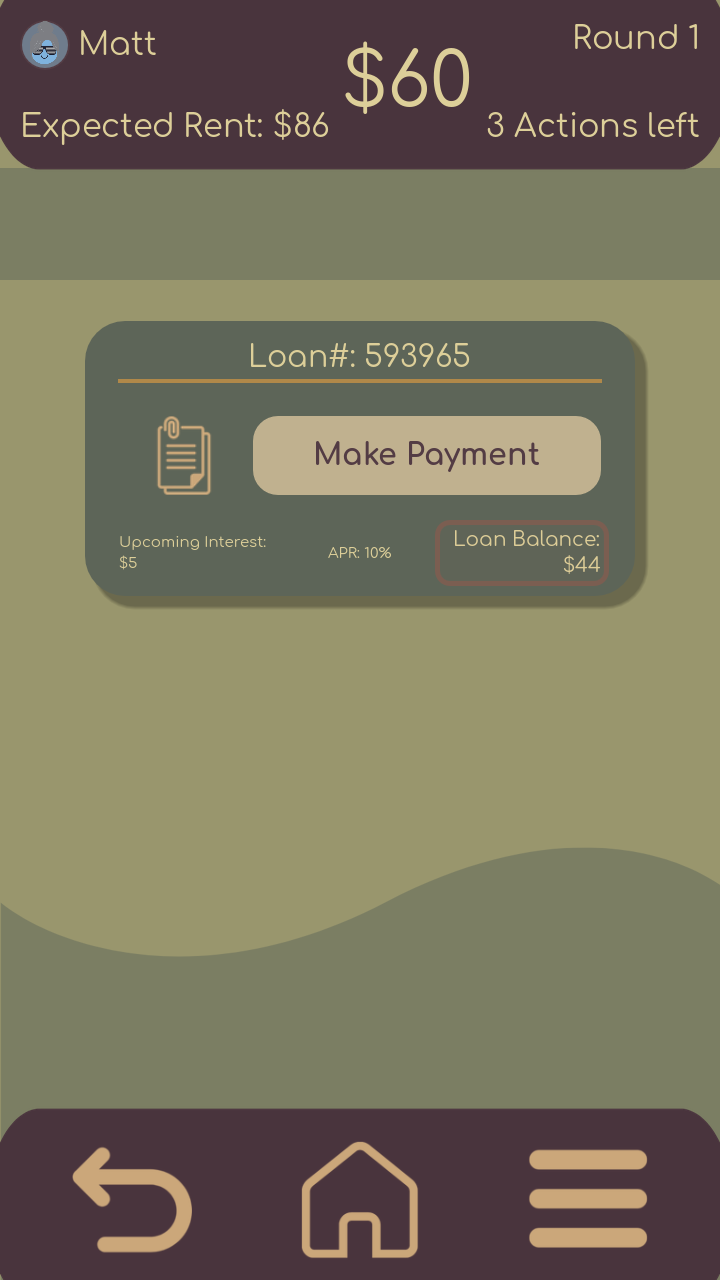 Matt
$60
Round 1
Expected Rent: $86
3 Actions left
Loan#: 593965
Make Payment
Upcoming Interest:
$5
APR: 10%
Loan Balance:
$44